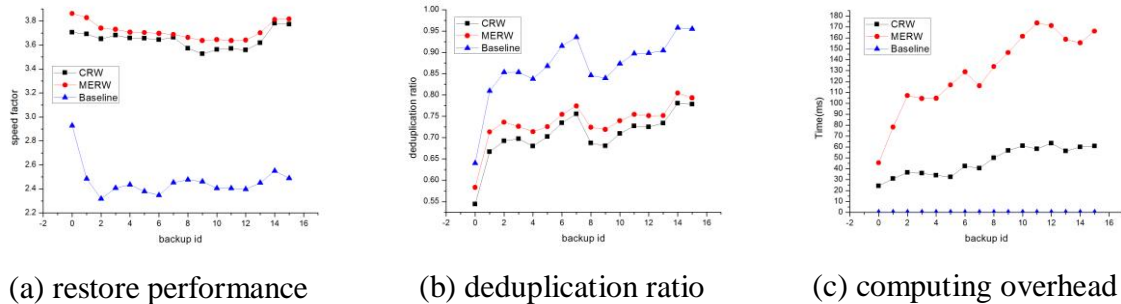 3.8
3.6
3.4
3.2
3.0
2.8
2.6
2.4
2.2
speed factor
CRW
MERW
Baseline
-2 0 2 4 6 8 10 12 14 16
backup id
1.00
0.95
0.90
0.85
0.80
0.75
0.70
0.65
0.60
0.55
deduplication ratio
CRW
MERW
Baseline
-2 0 2 4 6 8 10 12 14 16
backup id
180
170
160
150
140
130
120
110
100
90
80
70
60
50
40
30
20
10
0
Time(ms)
CRW
MERW
Baseline
-2 0 2 4 6 8 10 12 14 16
backup id
(a) restore performance
(b) deduplication ratio
(c) computing overhead